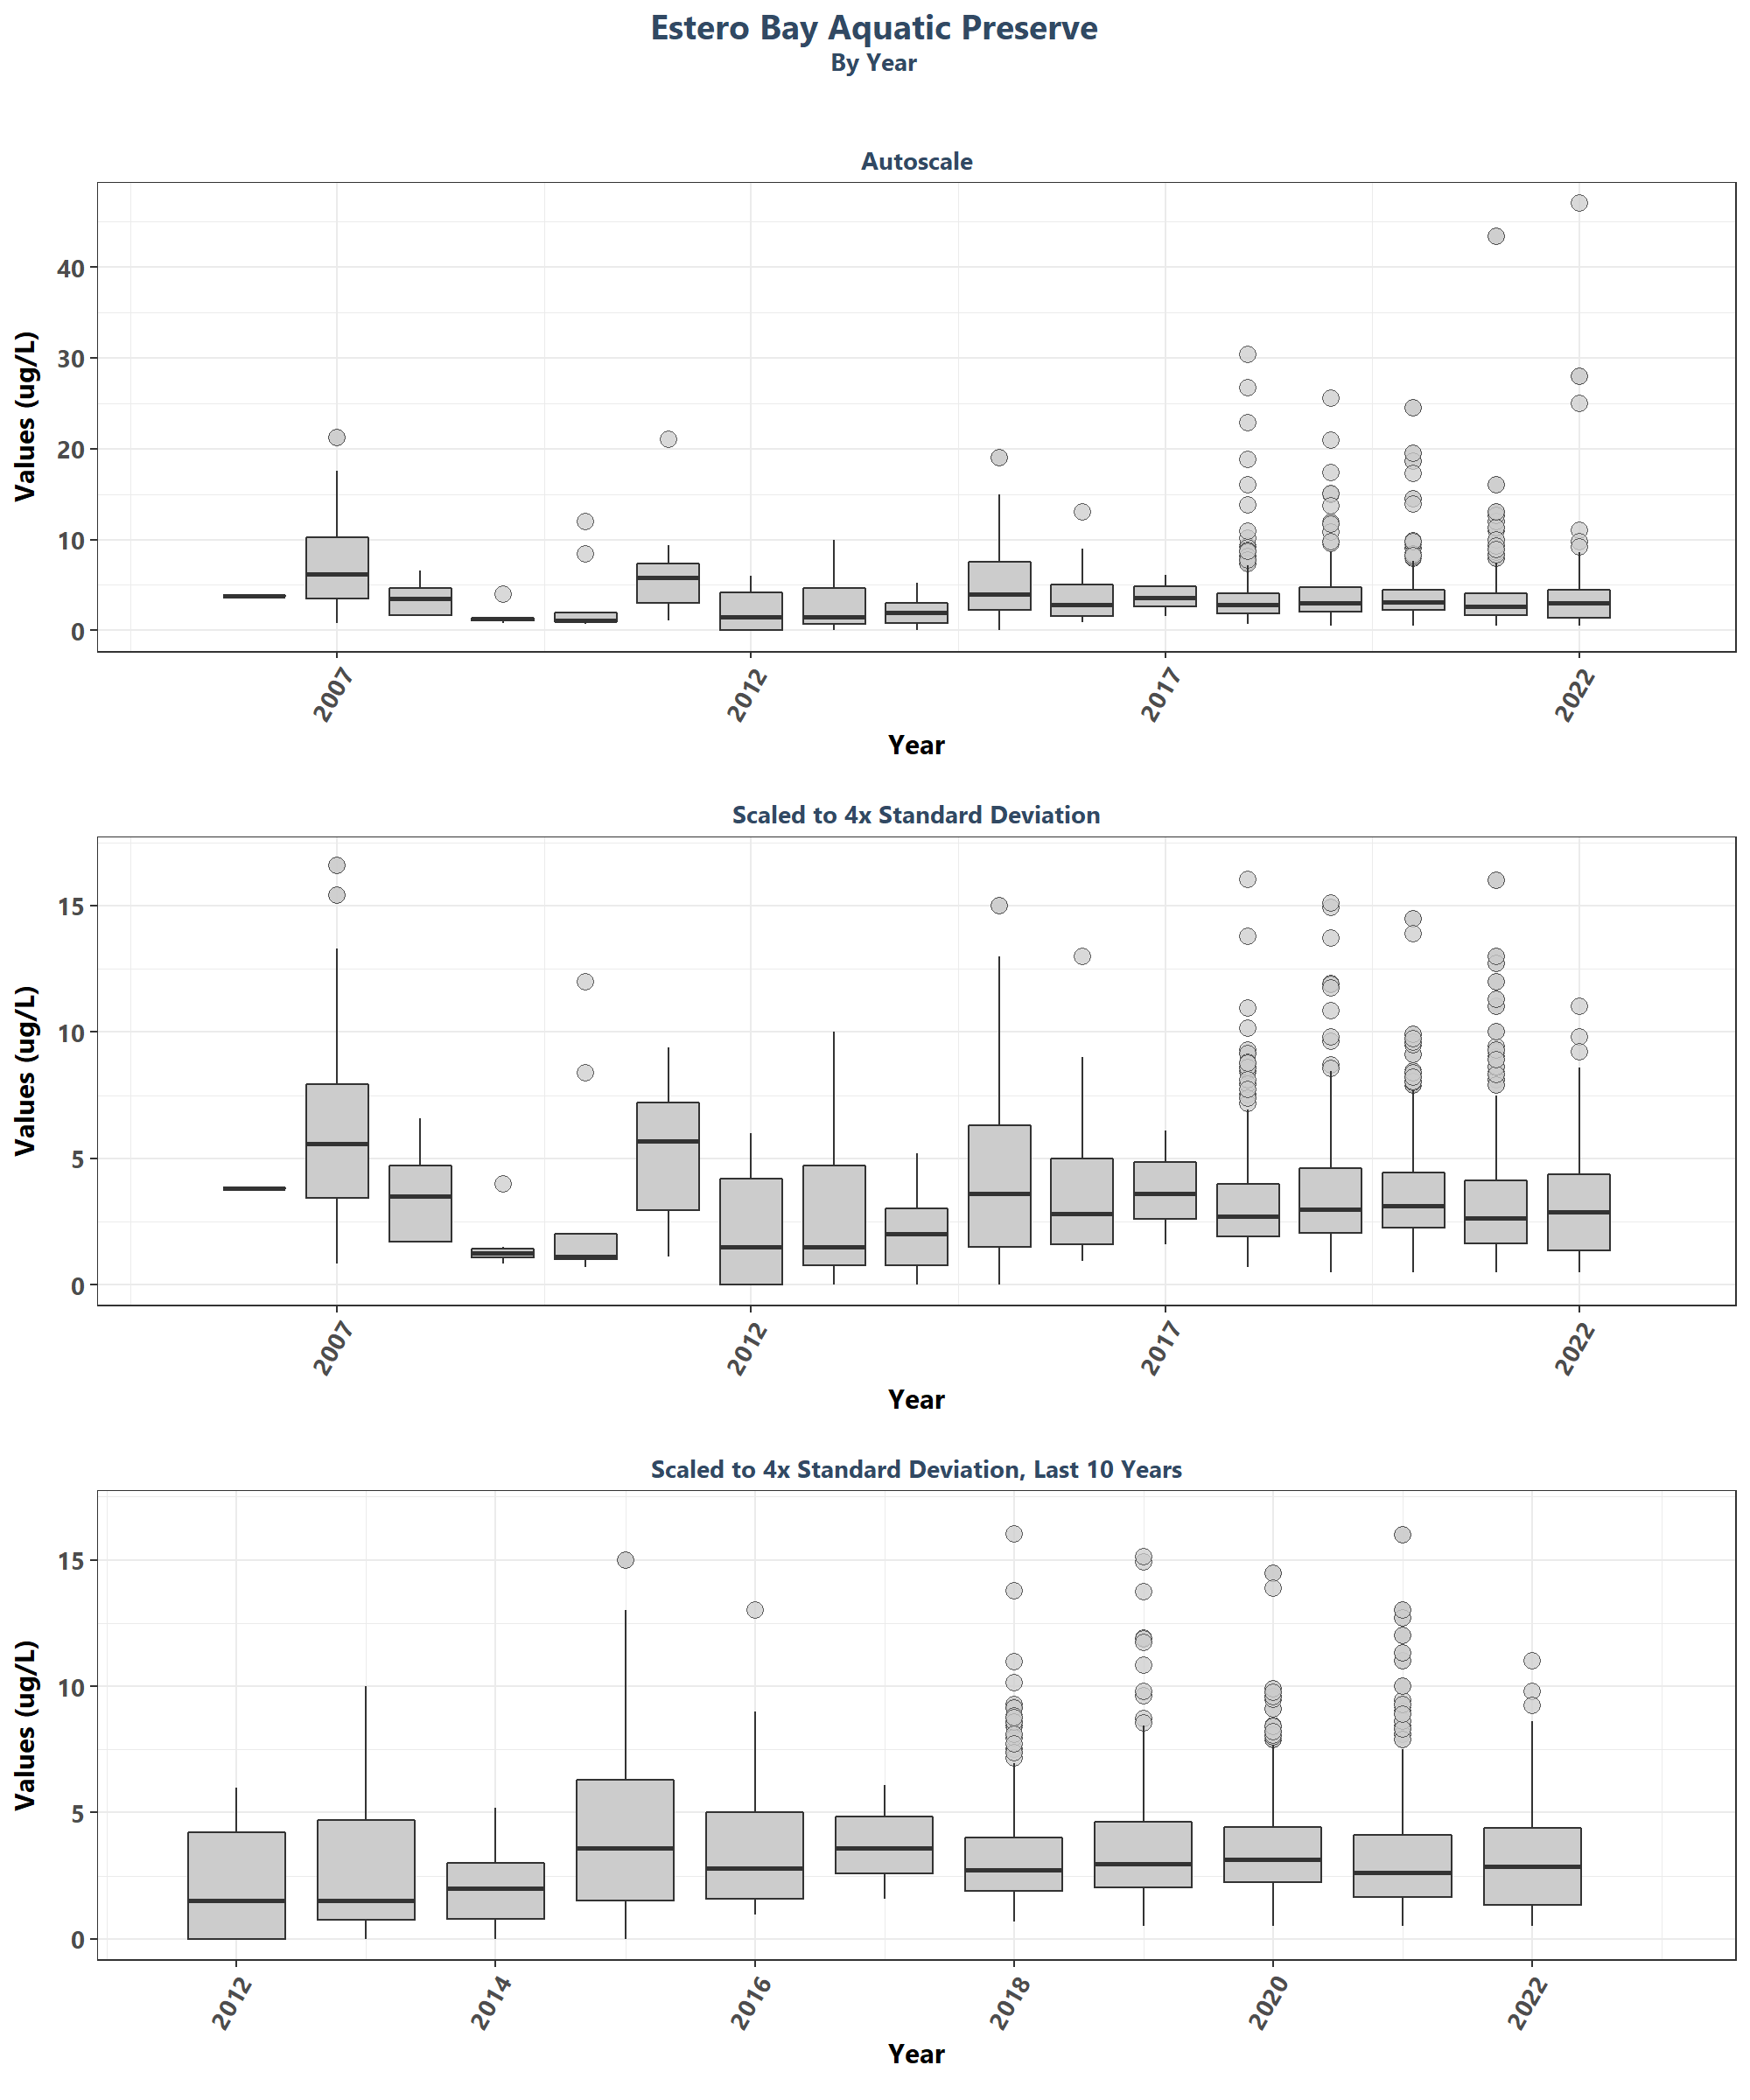 Estero Bay Aquatic Preserve
By Year
Autoscale
Values (ug/L)
40
30
20
10
0
2007
2012
2017
2022
Year
Scaled to 4x Standard Deviation
Values (ug/L)
15
10
5
0
2007
2012
2017
2022
Year
Scaled to 4x Standard Deviation, Last 10 Years
Values (ug/L)
15
10
5
0
2012
2014
2016
2018
2020
2022
Year